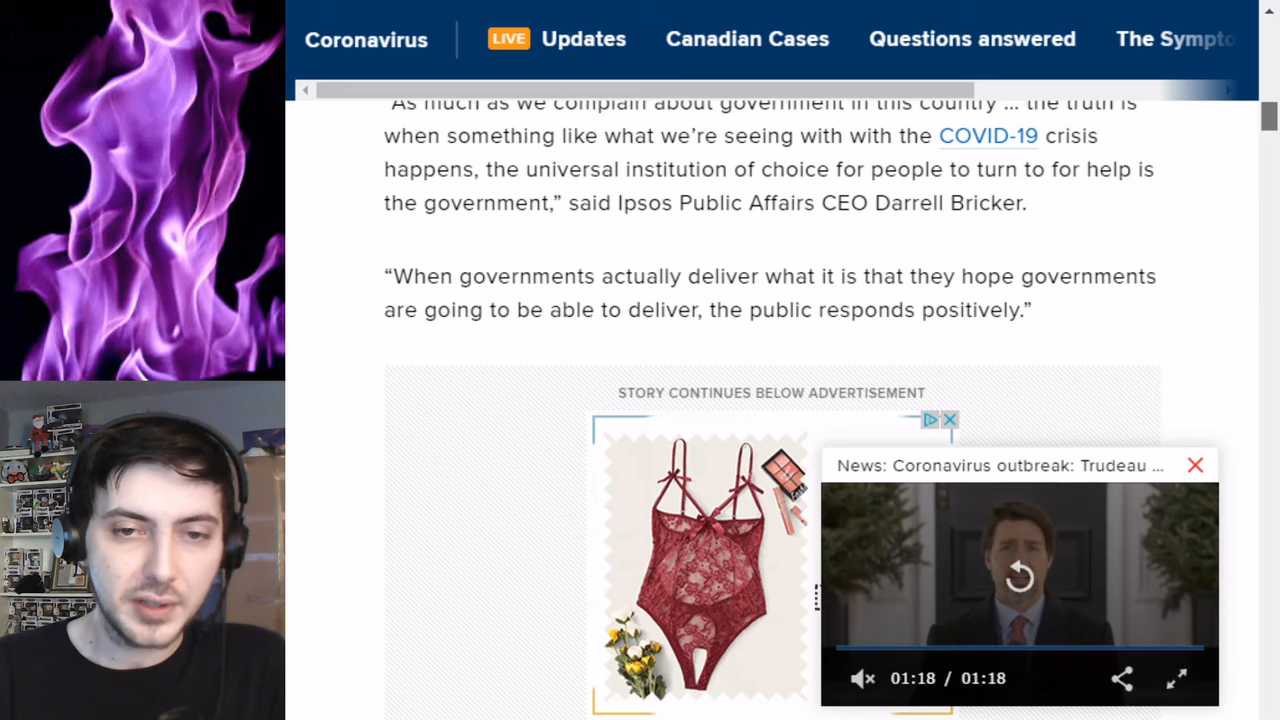 Coronavirus LIVE Updates Canadian Cases Questions answered The Sympto
"As much as we complain about government in this country … the truth is
when something like what we’re seeing with with the COVID-19 crisis
happens, the universal institution of choice for people to turn to for help is
the government,” said Ipsos Public Affairs CEO Darrell Bricker.
“When governments actually deliver what it is that they hope governments
are going to be able to deliver, the public responds positively.”
STORY CONTINUES BELOW ADVERTISEMENT
News: Coronavirus outbreak: Trudeau ...
01:18 / 01:18